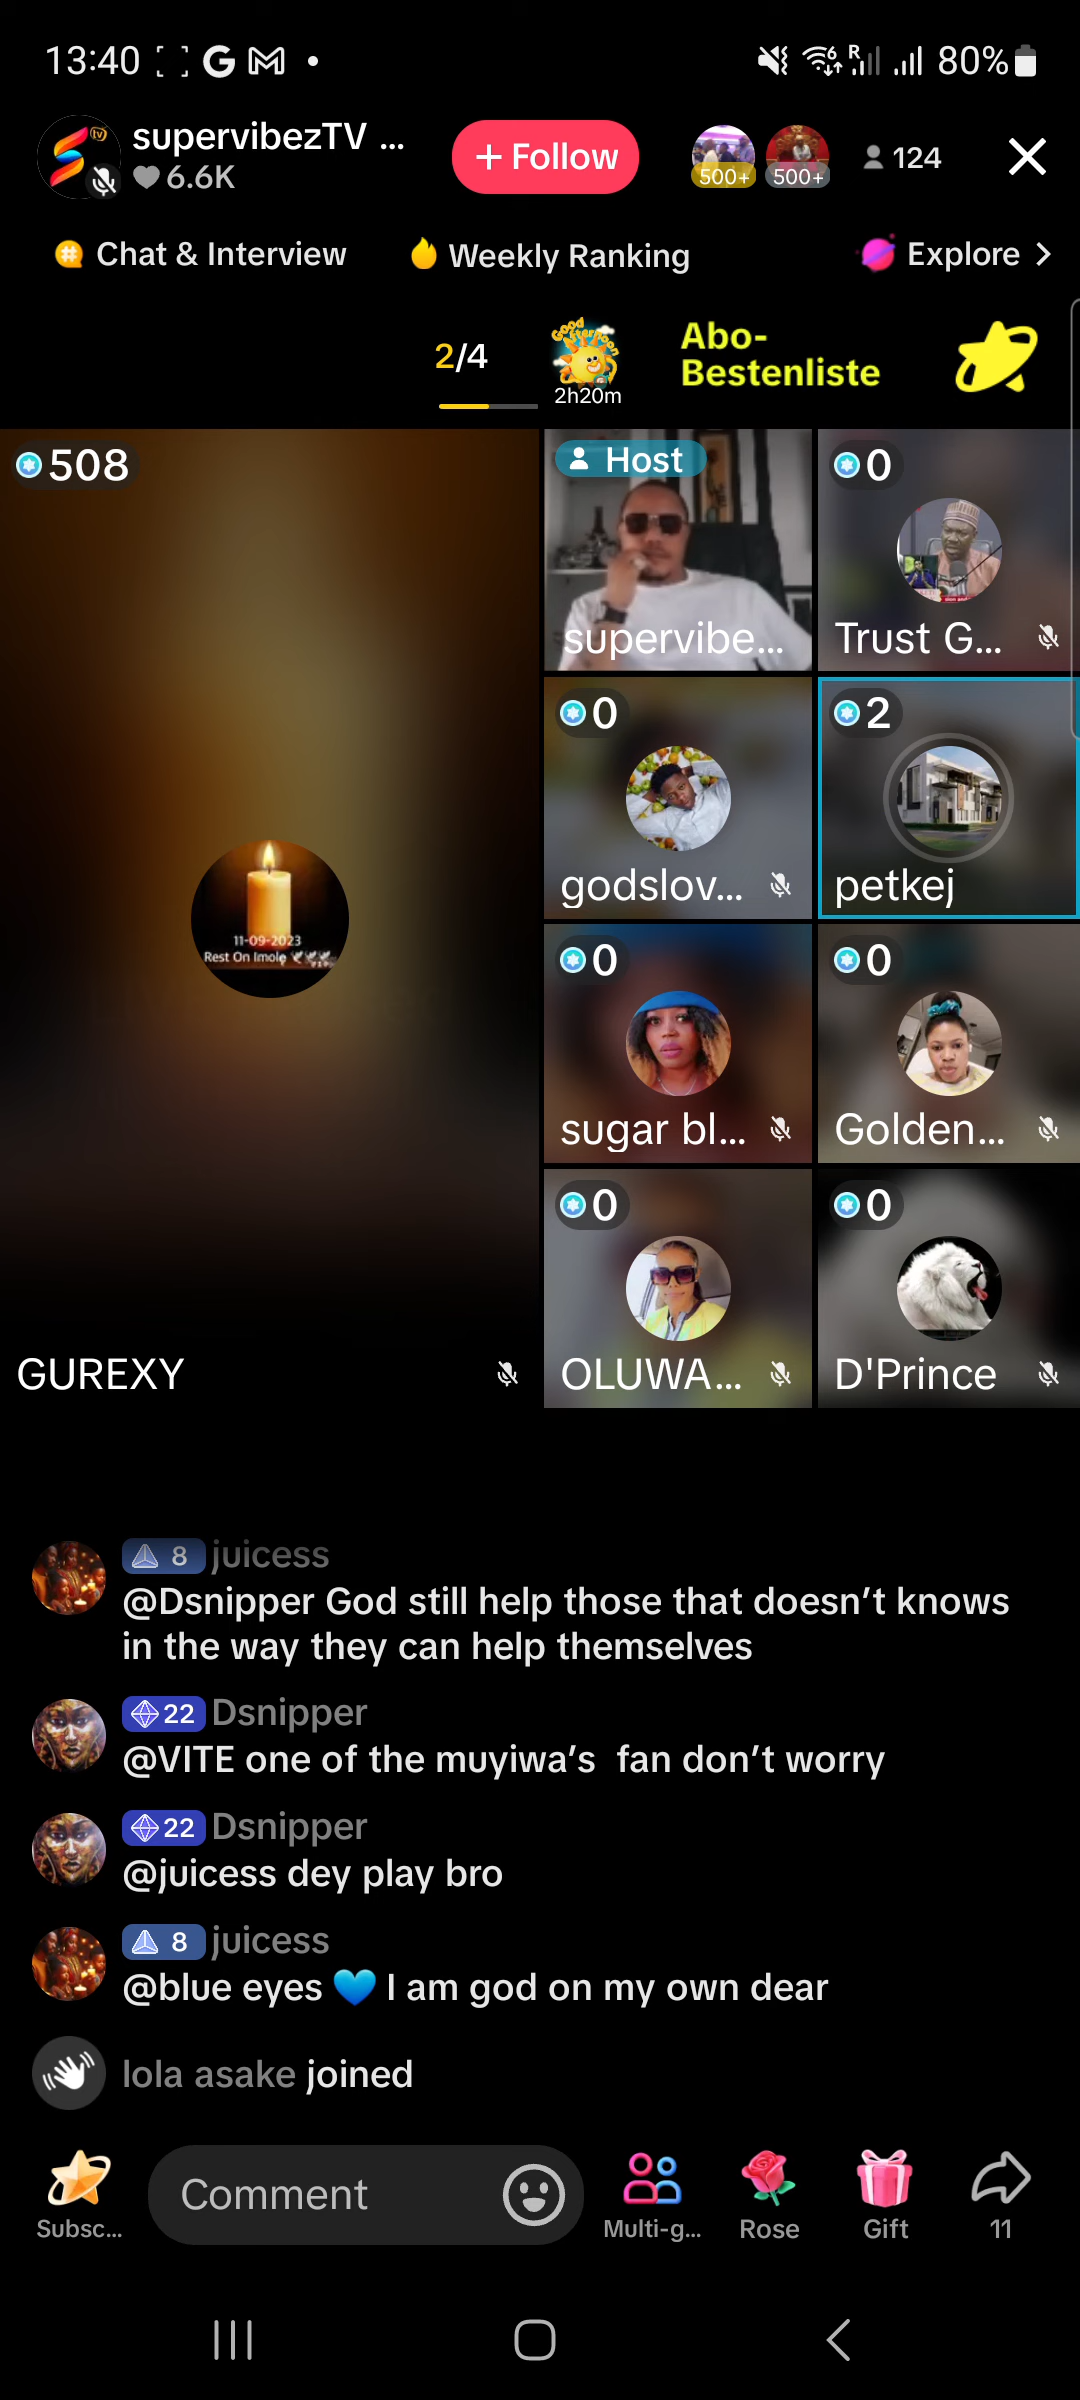 13:40
80%
supervibezTV ...
6.6K
+ Follow
500+
500+
124
Chat & Interview
Weekly Ranking
Explore
2/4
Good Afternoon
2h20m
Abo-
Bestenliste
508
Host
supervibe...
0
Trust G...
0
godslov...
2
petkej
11-09-2023
Rest On Imole
0
sugar bl...
0
Golden...
0
OLUWA...
0
D'Prince
GUREXY
8 juicess
@Dsnipper God still help those that doesn’t knows
in the way they can help themselves
22 Dsnipper
@VITE one of the muyiwa’s  fan don’t worry
22 Dsnipper
@juicess dey play bro
8 juicess
@blue eyes 💙 I am god on my own dear
lola asake joined
Subsc...
Comment
Multi-g...
Rose
Gift
11